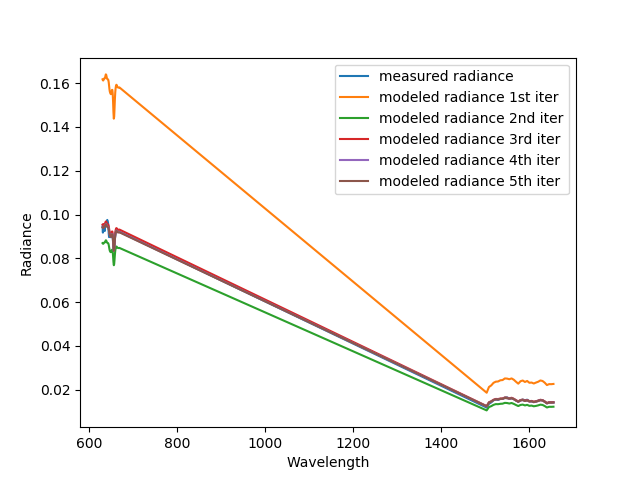 measured radiance
modeled radiance 1st iter
modeled radiance 2nd iter
modeled radiance 3rd iter
modeled radiance 4th iter
modeled radiance 5th iter
0.16
0.14
0.12
0.10
0.08
0.06
0.04
0.02
Radiance
600 800 1000 1200 1400 1600
Wavelength